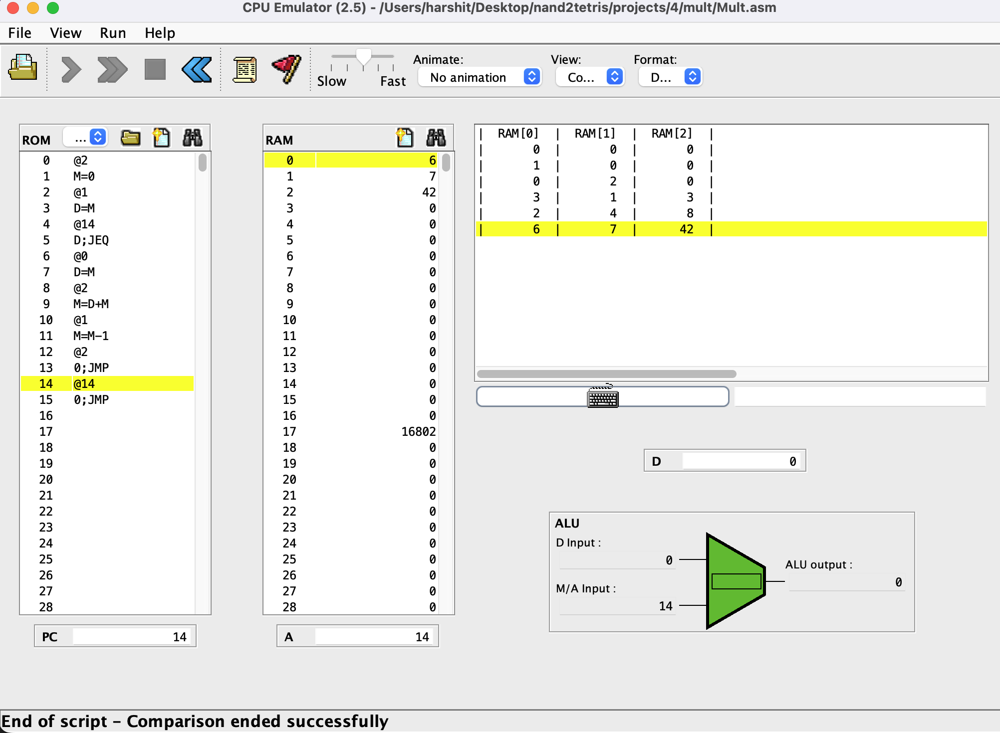 CPU Emulator (2.5) - /Users/harshit/Desktop/nand2tetris/projects/4/mult/Mult.asm
File View Run Help
Slow Fast
Animate: View: Format:
No animation Co... D...
ROM ...
0 @2
1 M=0
2 @1
3 D=M
4 @14
5 D;JEQ
6 @0
7 D=M
8 @2
9 M=D+M
10 @1
11 M=M-1
12 @2
13 0;JMP
14 @14
15 0;JMP
16
17
18
19
20
21
22
23
24
25
26
27
28
PC 14
RAM
0 6
1 7
2 42
3 0
4 0
5 0
6 0
7 0
8 0
9 0
10 0
11 0
12 0
13 0
14 0
15 0
16 0
17 16802
18 0
19 0
20 0
21 0
22 0
23 0
24 0
25 0
26 0
27 0
28 0
A 14
| RAM[0] | RAM[1] | RAM[2] |
| 0 | 0 | 0 |
| 1 | 0 | 0 |
| 0 | 2 | 0 |
| 3 | 1 | 3 |
| 2 | 4 | 8 |
| 6 | 7 | 42 |
D 0
ALU
D Input :
0
M/A Input :
14
ALU output :
0
End of script - Comparison ended successfully